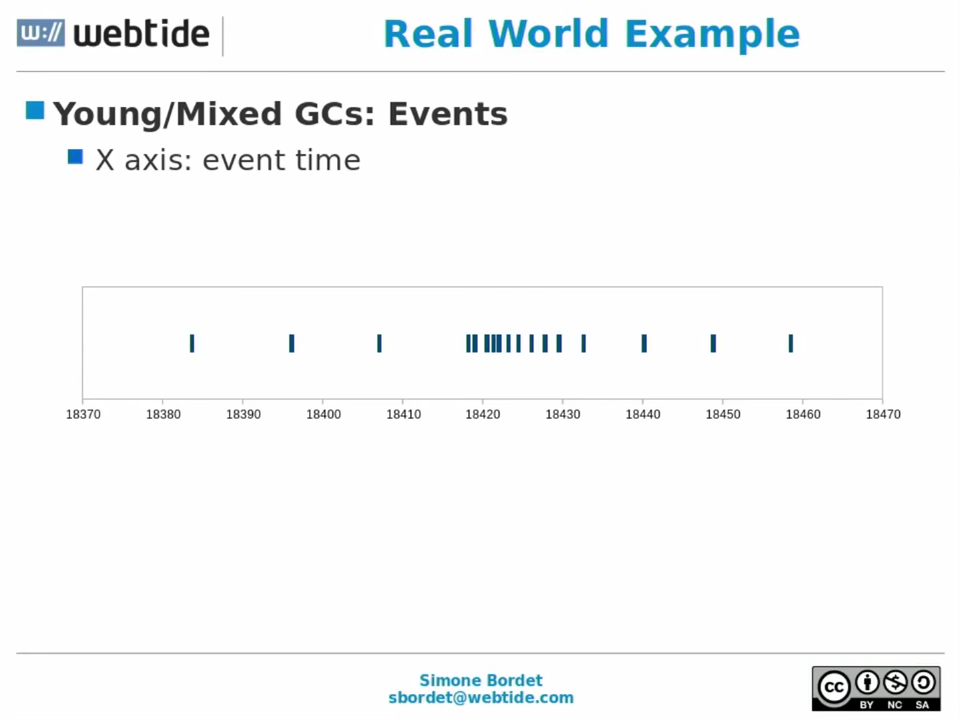 w:// webtide
Real World Example
Young/Mixed GCs: Events
X axis: event time
18370 18380 18390 18400 18410 18420 18430 18440 18450 18460 18470
Simone Bordet
sbordet@webtide.com
cc
BY NC SA